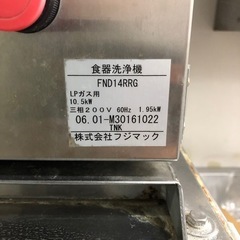 食器洗浄機
FND14RRG
LPガス用
10.5kW
三相200V 60Hz 1.95kW
06.01-M30161022
TNK
株式会社フジマック